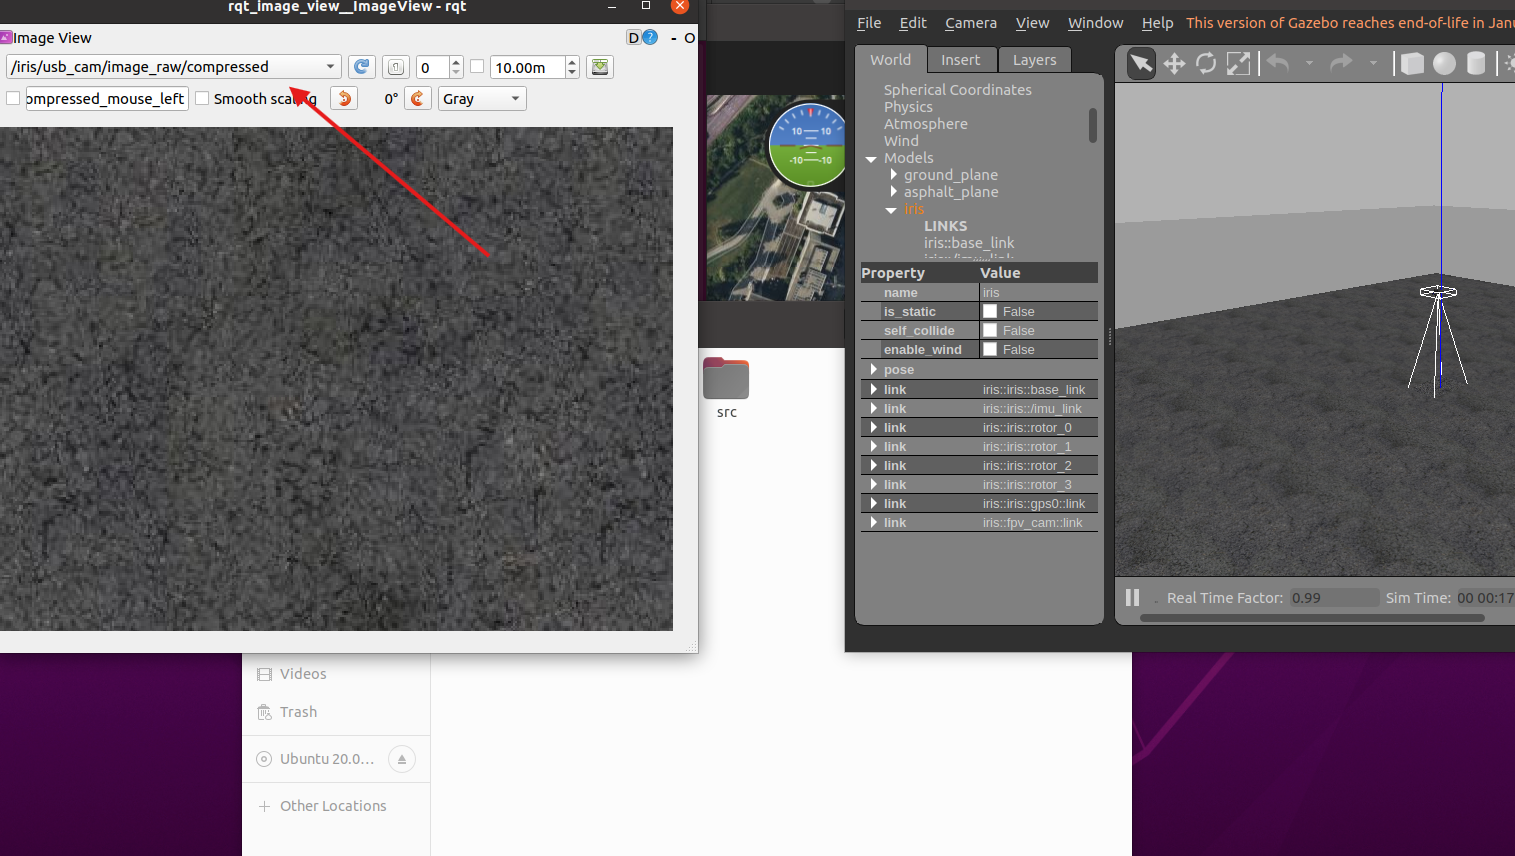 rqt_image_view__ImageView - rqt
Image View
D
?
- O
/iris/usb_cam/image_raw/compressed
0
10.00m
ompressed_mouse_left
Smooth scaling
0°
Gray
10 10
-10 -10
src
Videos
Trash
Ubuntu 20.0...
Other Locations
File Edit Camera View Window Help This version of Gazebo reaches end-of-life in Janu
World Insert Layers
Spherical Coordinates
Physics
Atmosphere
Wind
Models
ground_plane
asphalt_plane
iris
LINKS
iris::base_link
Property Value
name iris
is_static False
self_collide False
enable_wind False
pose
link iris::iris::base_link
link iris::iris::/imu_link
link iris::iris::rotor_0
link iris::iris::rotor_1
link iris::iris::rotor_2
link iris::iris::rotor_3
link iris::iris::gps0::link
link iris::fpv_cam::link
Real Time Factor: 0.99 Sim Time: 00 00:17